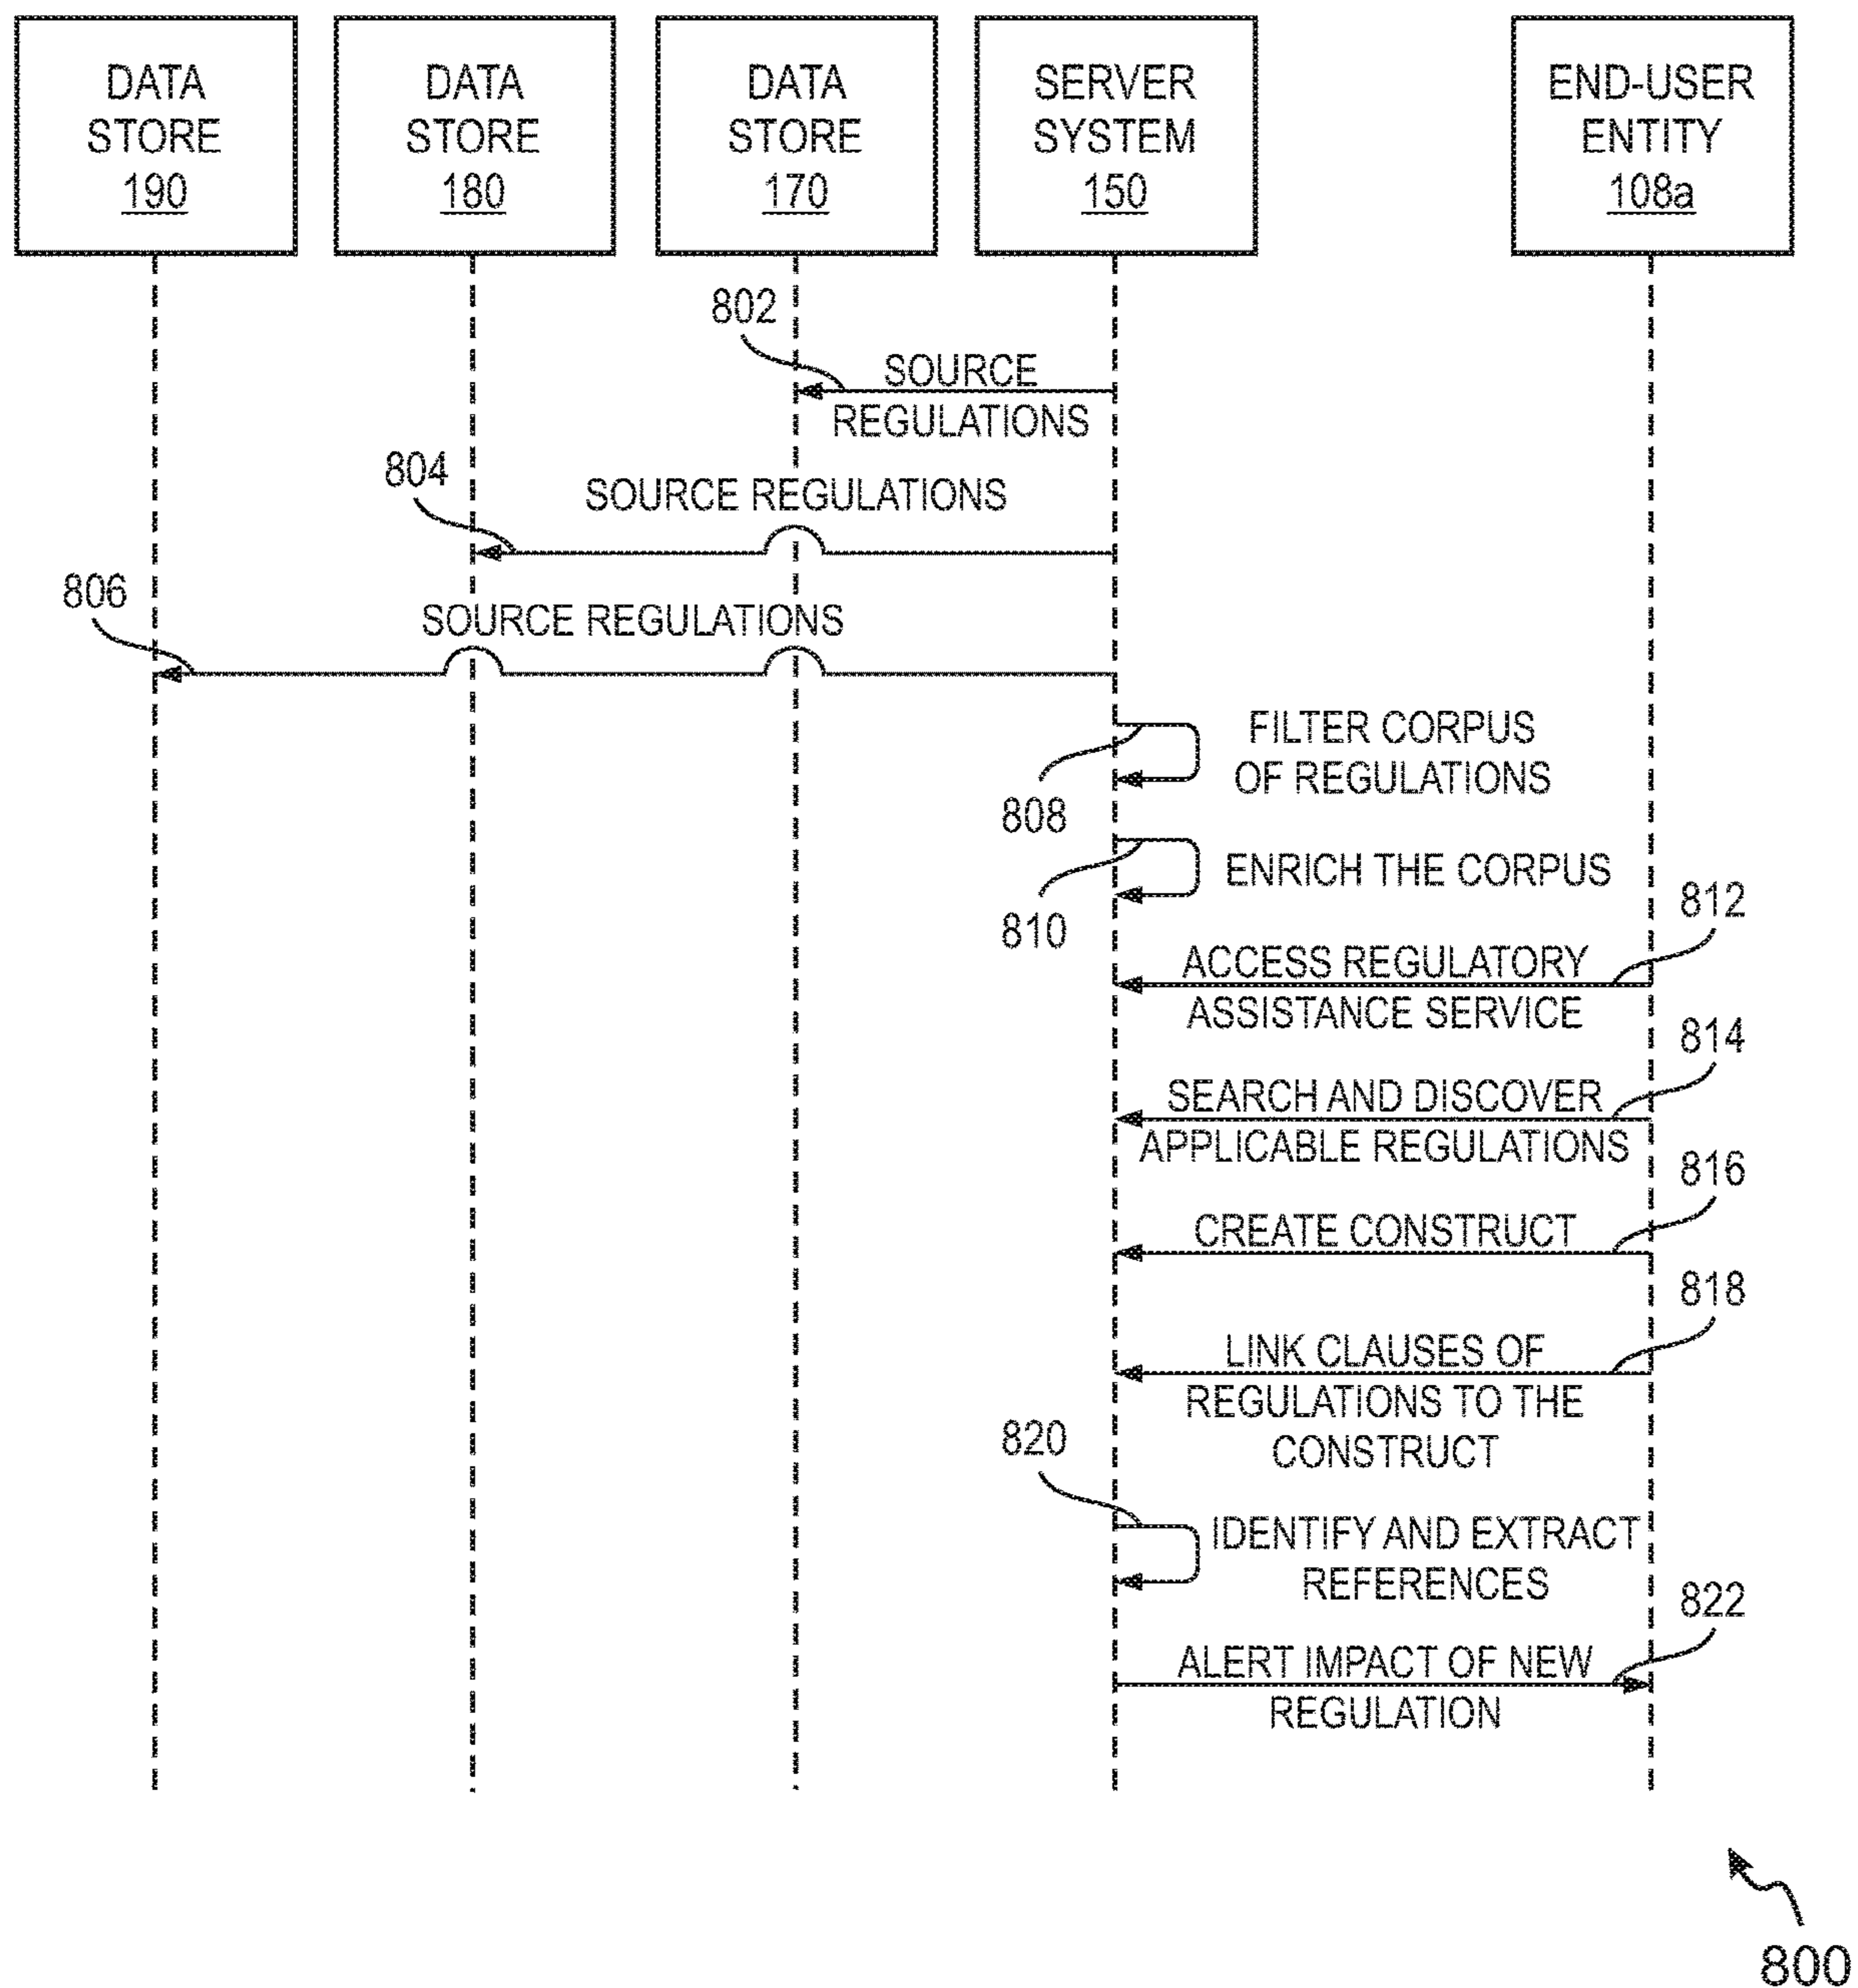 DATA
STORE
190
DATA
STORE
180
DATA
STORE
170
SERVER
SYSTEM
150
END-USER
ENTITY
108a
802
SOURCE
REGULATIONS
804
SOURCE REGULATIONS
806
SOURCE REGULATIONS
FILTER CORPUS
OF REGULATIONS
808
ENRICH THE CORPUS
810
812
ACCESS REGULATORY
ASSISTANCE SERVICE
814
SEARCH AND DISCOVER
APPLICABLE REGULATIONS
816
CREATE CONSTRUCT
818
LINK CLAUSES OF
REGULATIONS TO THE
CONSTRUCT
820
IDENTIFY AND EXTRACT
REFERENCES
822
ALERT IMPACT OF NEW
REGULATION
800